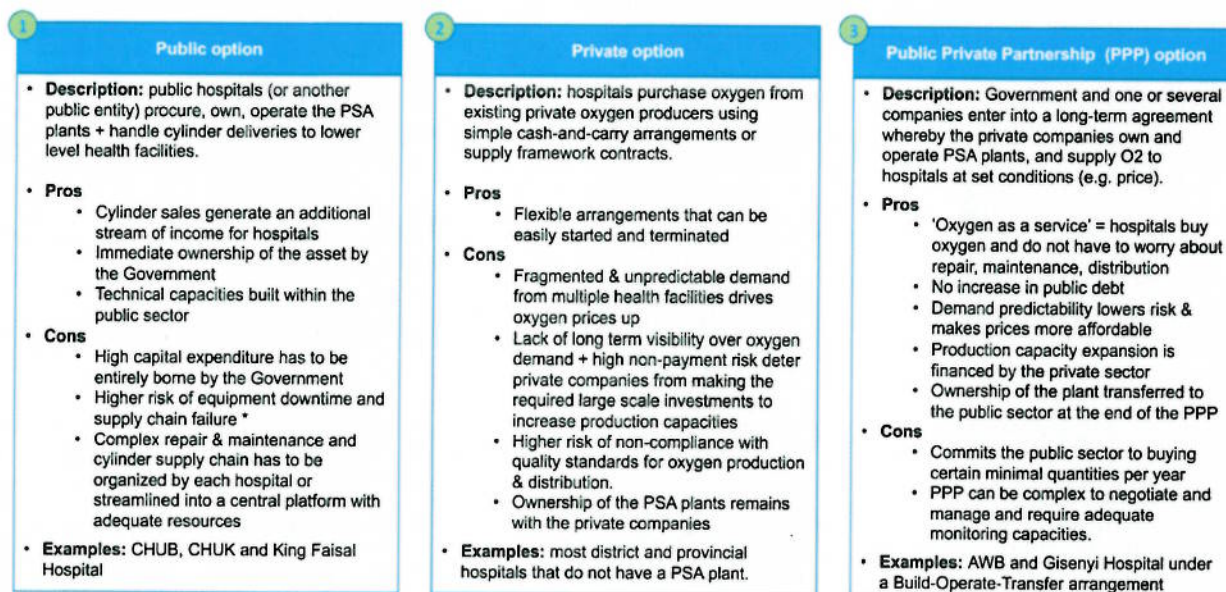 1
Public option
• Description: public hospitals (or another
public entity) procure, own, operate the PSA
plants + handle cylinder deliveries to lower
level health facilities.
• Pros
• Cylinder sales generate an additional
stream of income for hospitals
• Immediate ownership of the asset by
the Government
• Technical capacities built within the
public sector
• Cons
• High capital expenditure has to be
entirely borne by the Government
• Higher risk of equipment downtime and
supply chain failure *
• Complex repair & maintenance and
cylinder supply chain has to be
organized by each hospital or
streamlined into a central platform with
adequate resources
• Examples: CHUB, CHUK and King Faisal
Hospital
2
Private option
• Description: hospitals purchase oxygen from
existing private oxygen producers using
simple cash-and-carry arrangements or
supply framework contracts.
• Pros
• Flexible arrangements that can be
easily started and terminated
• Cons
• Fragmented & unpredictable demand
from multiple health facilities drives
oxygen prices up
• Lack of long term visibility over oxygen
demand + high non-payment risk deter
private companies from making the
required large scale investments to
increase production capacities
• Higher risk of non-compliance with
quality standards for oxygen production
& distribution.
• Ownership of the PSA plants remains
with the private companies
• Examples: most district and provincial
hospitals that do not have a PSA plant.
3
Public Private Partnership (PPP) option
• Description: Government and one or several
companies enter into a long-term agreement
whereby the private companies own and
operate PSA plants, and supply O2 to
hospitals at set conditions (e.g. price).
• Pros
• 'Oxygen as a service' = hospitals buy
oxygen and do not have to worry about
repair, maintenance, distribution
• No increase in public debt
• Demand predictability lowers risk &
makes prices more affordable
• Production capacity expansion is
financed by the private sector
• Ownership of the plant transferred to
the public sector at the end of the PPP
• Cons
• Commits the public sector to buying
certain minimal quantities per year
• PPP can be complex to negotiate and
manage and require adequate
monitoring capacities.
• Examples: AWB and Gisenyi Hospital under
a Build-Operate-Transfer arrangement